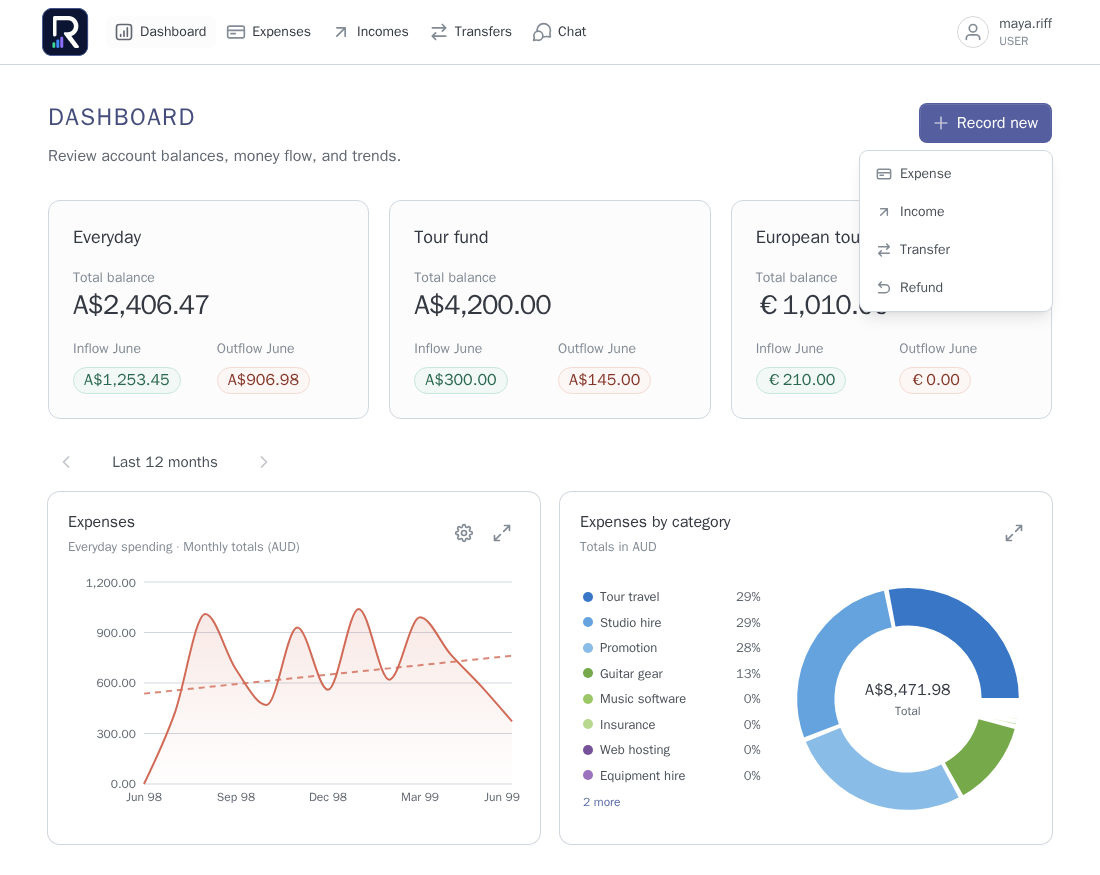 R
Dashboard
Expenses
Incomes
Transfers
Chat
maya.riff
USER
DASHBOARD
Record new
Review account balances, money flow, and trends.
Expense
Income
Transfer
Refund
Everyday
Total balance
A$2,406.47
Inflow June
Outflow June
A$1,253.45
A$906.98
Tour fund
Total balance
A$4,200.00
Inflow June
Outflow June
A$300.00
A$145.00
European tou
Total balance
€ 1,010.
Inflow June
Outflow June
€ 210.00
€ 0.00
Last 12 months
Expenses
Everyday spending · Monthly totals (AUD)
1,200.00
900.00
600.00
300.00
0.00
Jun 98
Sep 98
Dec 98
Mar 99
Jun 99
Expenses by category
Totals in AUD
Tour travel 29%
Studio hire 29%
Promotion 28%
Guitar gear 13%
Music software 0%
Insurance 0%
Web hosting 0%
Equipment hire 0%
2 more
A$8,471.98
Total